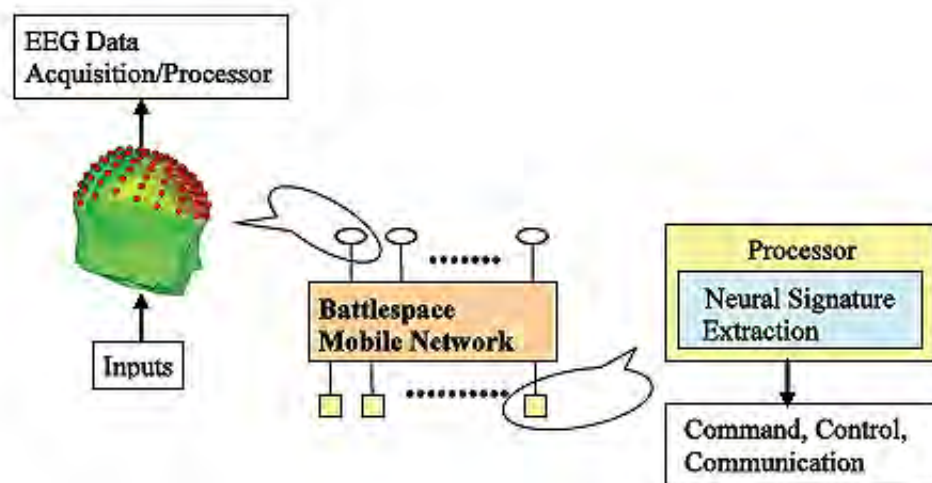 EEG Data
Acquisition/Processor
Inputs
Battlespace
Mobile Network
Processor
Neural Signature
Extraction
Command, Control,
Communication